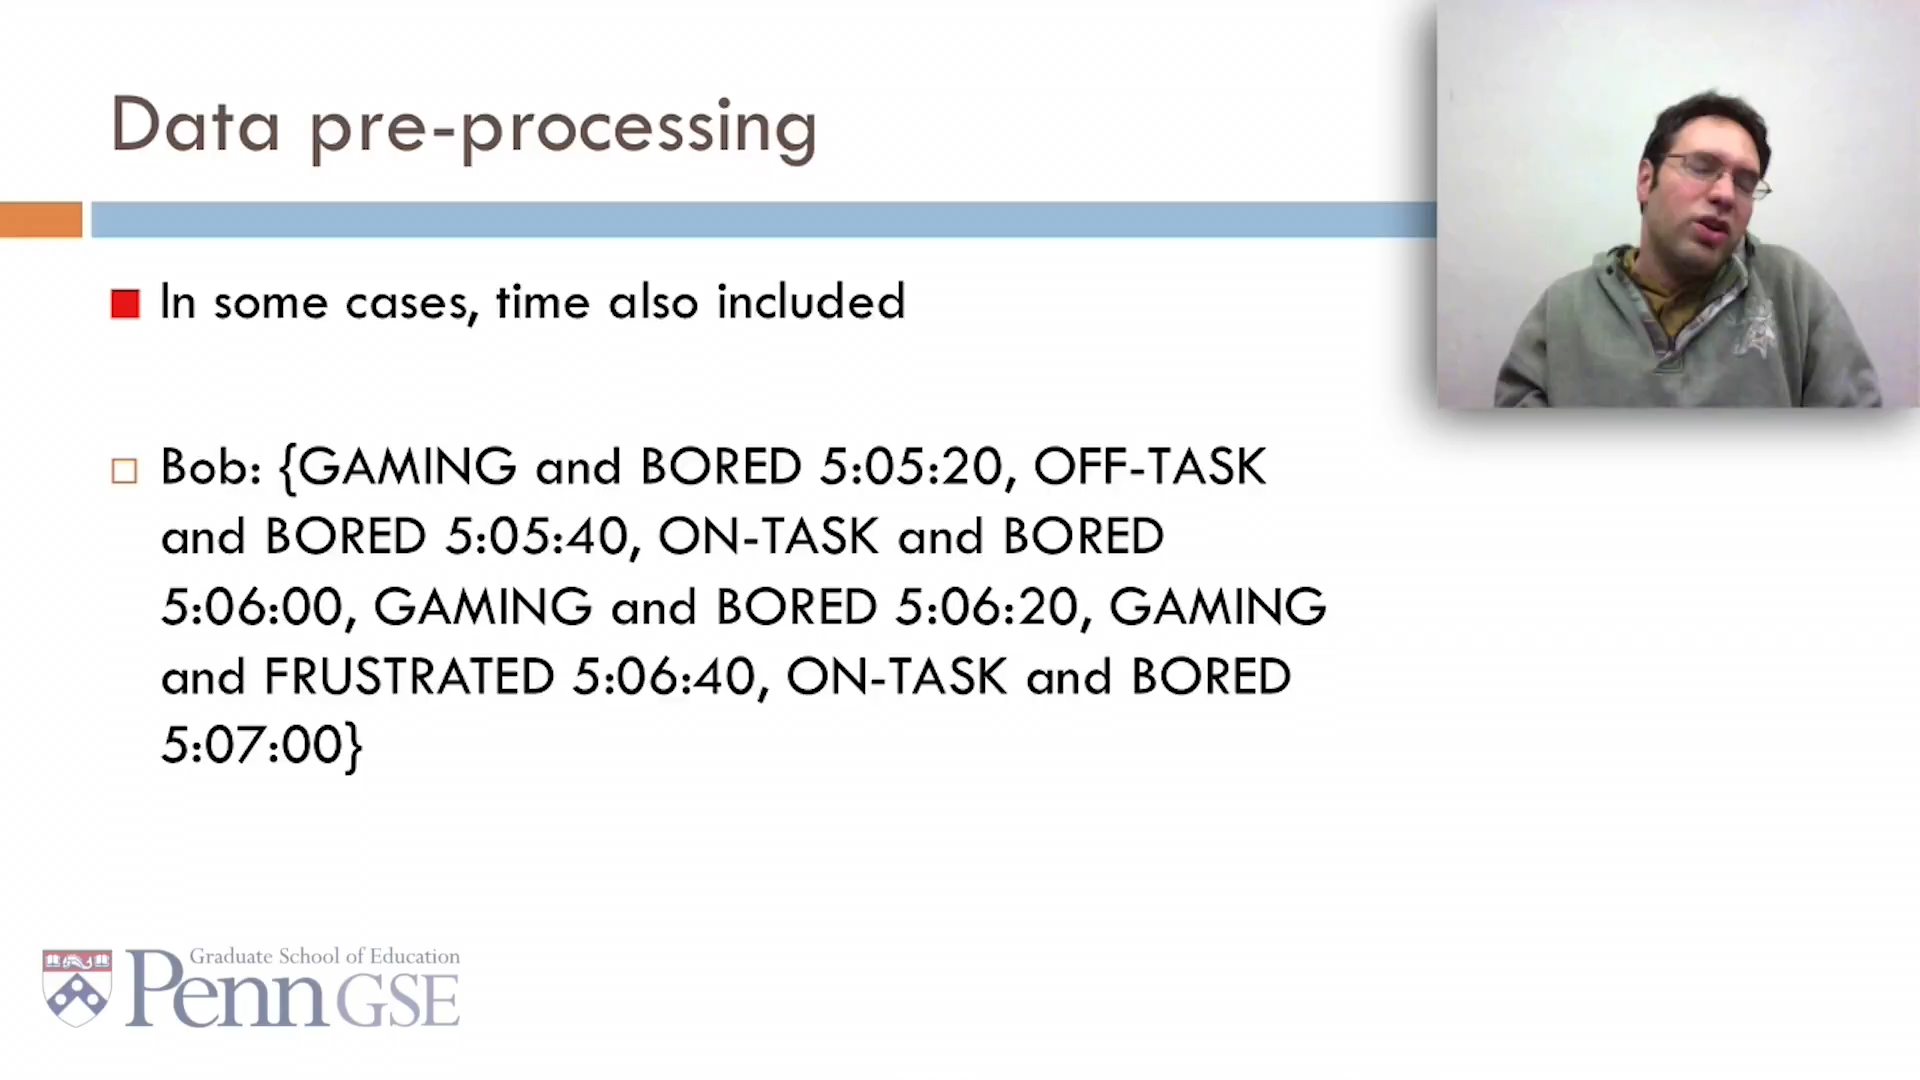 Data pre-processing
In some cases, time also included
Bob: {GAMING and BORED 5:05:20, OFF-TASK
and BORED 5:05:40, ON-TASK and BORED
5:06:00, GAMING and BORED 5:06:20, GAMING
and FRUSTRATED 5:06:40, ON-TASK and BORED
5:07:00}
Graduate School of Education
Penn GSE